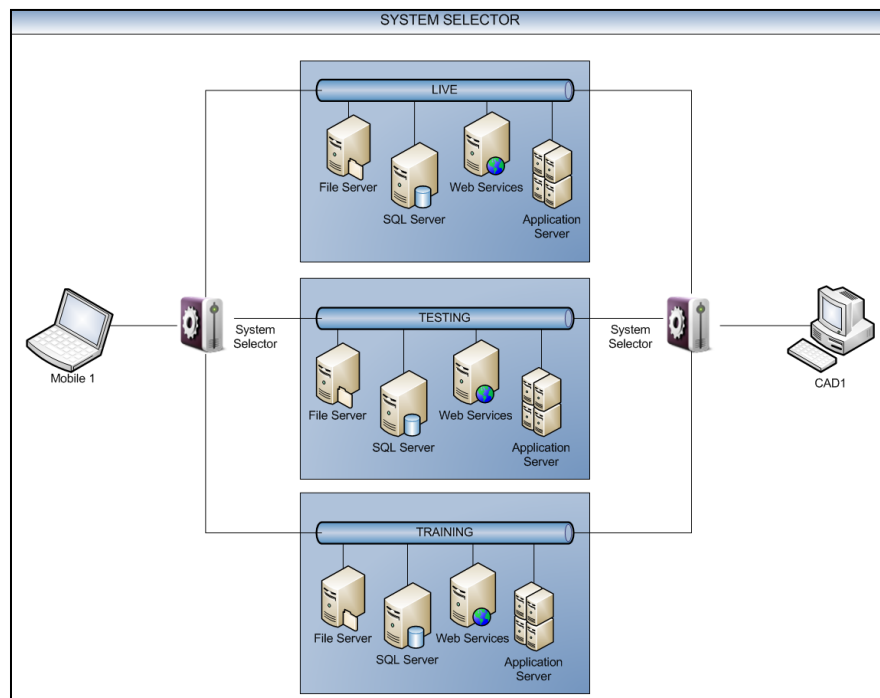 SYSTEM SELECTOR
LIVE
File Server
SQL Server
Web Services
Application
Server
Mobile 1
System
Selector
TESTING
File Server
SQL Server
Web Services
Application
Server
System
Selector
CAD1
TRAINING
File Server
SQL Server
Web Services
Application
Server